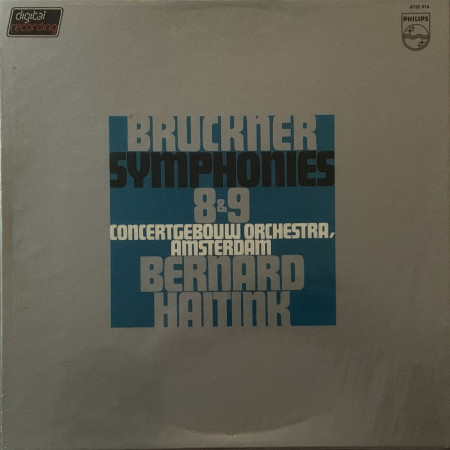 digital
recording
PHILIPS
BRUCKNER
SYMPHONIES
8&9
CONCERTGEBOUW ORCHESTRA,
AMSTERDAM
BERNARD
HAITINK